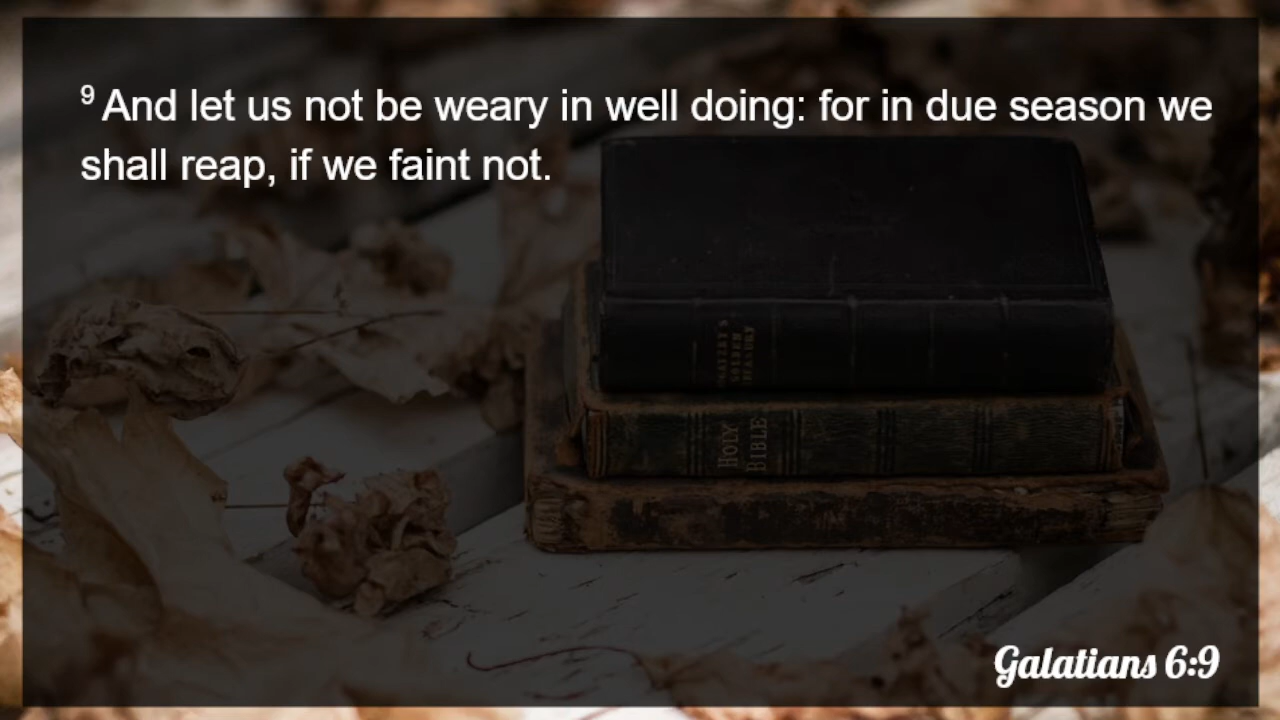 ⁹ And let us not be weary in well doing: for in due season we
shall reap, if we faint not.
GOLDEN
HOLY
BIBLE
Galatians 6:9